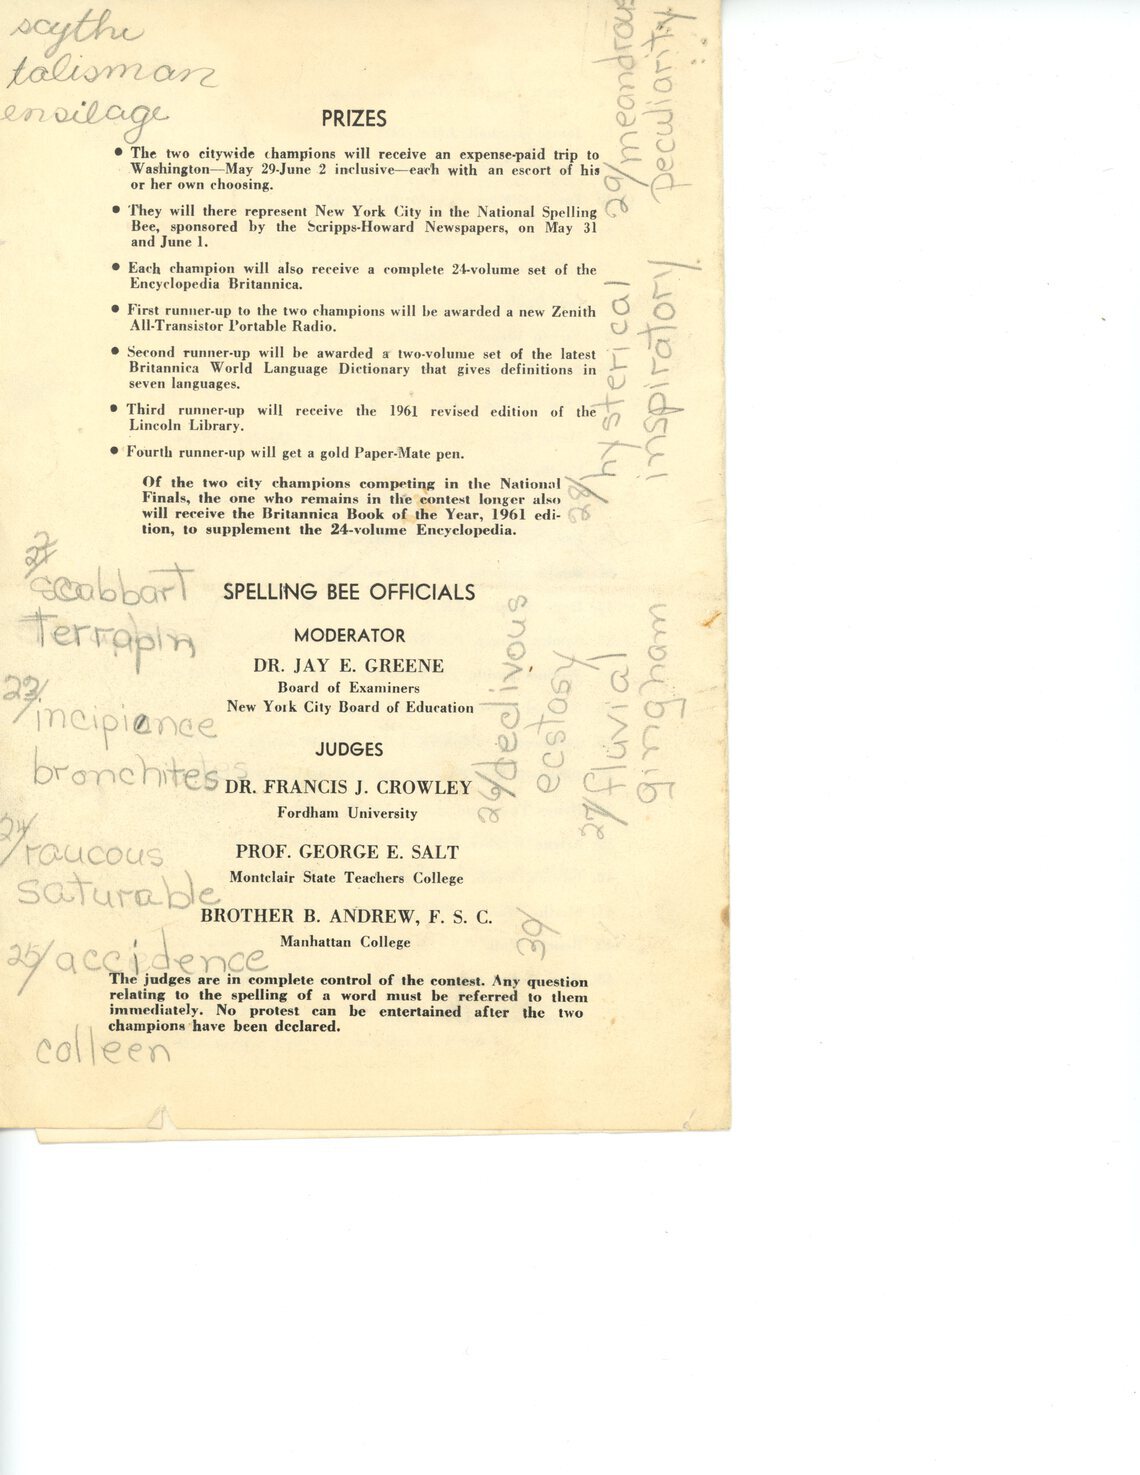 scythe
talisman
ensilage
PRIZES
● The two citywide champions will receive an expense-paid trip to
Washington—May 29-June 2 inclusive—each with an escort of his
or her own choosing.
● They will there represent New York City in the National Spelling
Bee, sponsored by the Scripps-Howard Newspapers, on May 31
and June 1.
● Each champion will also receive a complete 24-volume set of the
Encyclopedia Britannica.
● First runner-up to the two champions will be awarded a new Zenith
All-Transistor Portable Radio.
● Second runner-up will be awarded a two-volume set of the latest
Britannica World Language Dictionary that gives definitions in
seven languages.
● Third runner-up will receive the 1961 revised edition of the
Lincoln Library.
● Fourth runner-up will get a gold Paper-Mate pen.
Of the two city champions competing in the National
Finals, the one who remains in the contest longer also
will receive the Britannica Book of the Year, 1961 edi-
tion, to supplement the 24-volume Encyclopedia.
29/ meandrous
peculiarity
28/ hysterical
inspiratory
scabbart
terrapin
incipience
bronchites
24/ raucous
saturable
25/ accidence
colleen
SPELLING BEE OFFICIALS
MODERATOR
DR. JAY E. GREENE
Board of Examiners
New York City Board of Education
JUDGES
DR. FRANCIS J. CROWLEY
Fordham University
PROF. GEORGE E. SALT
Montclair State Teachers College
BROTHER B. ANDREW, F. S. C.
Manhattan College
The judges are in complete control of the contest. Any question
relating to the spelling of a word must be referred to them
immediately. No protest can be entertained after the two
champions have been declared.
26/ declivous
ecstasy
27/ fluvial
gingham
30/